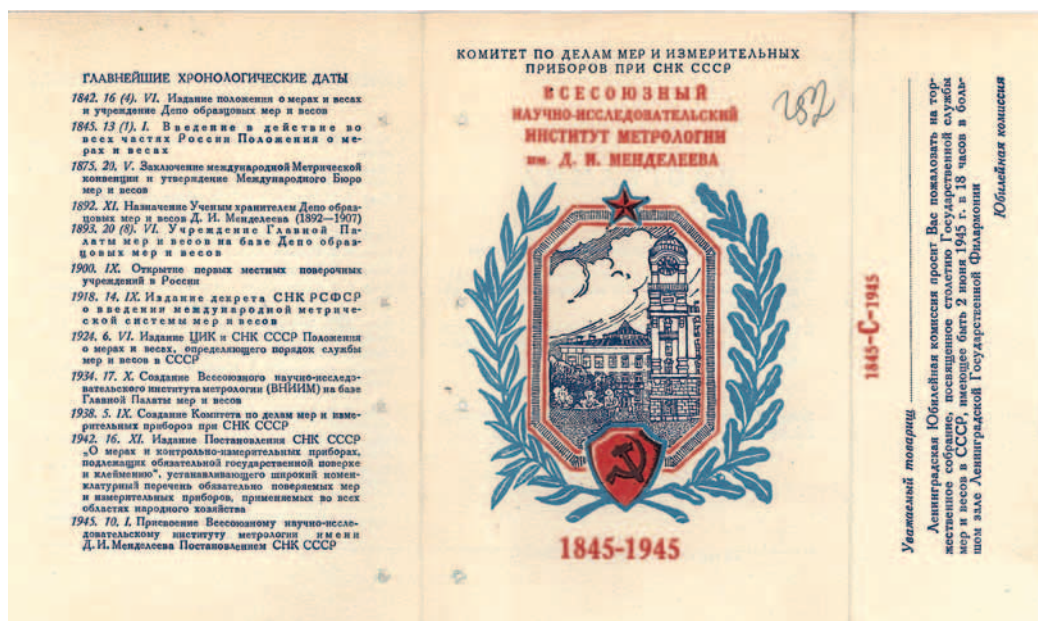 ГЛАВНЕЙШИЕ ХРОНОЛОГИЧЕСКИЕ ДАТЫ
1842. 16 (4). VI. Издание положения о мерах и весах
и учреждение Депо образцовых мер и весов
1845. 13 (1). I. Введение в действие во
всех частях России Положения о ме-
рах и весах
1875. 20. V. Заключение международной Метрической
конвенции и утверждение Международного Бюро
мер и весов
1892. XI. Назначение Ученым хранителем Депо образ-
цовых мер и весов Д. И. Менделеева (1892—1907)
1893. 20 (8). VI. Учреждение Главной Па-
латы мер и весов на базе Депо образ-
цовых мер и весов
1900. IX. Открытие первых местных поверочных
учреждений в России
1918. 14. IX. Издание декрета СНК РСФСР
о введении международной метриче-
ской системы мер и весов
1924. 6. VI. Издание ЦИК и СНК СССР Положения
о мерах и весах, определяющего порядок службы
мер и весов в СССР
1934. 17. X. Создание Всесоюзного научно-исследо-
вательского института метрологии (ВНИИМ) на базе
Главной Палаты мер и весов
1938. 5. IX. Создание Комитета по делам мер и изме-
рительных приборов при СНК СССР
1942. 16. XI. Издание Постановления СНК СССР
„О мерах и контрольно-измерительных приборах,
подлежащих обязательной государственной поверке
и клеймению", устанавливающего широкий номен-
клатурный перечень обязательно поверяемых мер
и измерительных приборов, применяемых во всех
областях народного хозяйства
1945. 10. I. Присвоение Всесоюзному научно-иссле-
довательскому институту метрологии имени
Д. И. Менделеева Постановлением СНК СССР
КОМИТЕТ ПО ДЕЛАМ МЕР И ИЗМЕРИТЕЛЬНЫХ
ПРИБОРОВ ПРИ СНК СССР
ВСЕСОЮЗНЫЙ
НАУЧНО-ИССЛЕДОВАТЕЛЬСКИЙ
ИНСТИТУТ МЕТРОЛОГИИ
им. Д. И. МЕНДЕЛЕЕВА
1845-1945
1845-С-1945
Уважаемый товарищ
Ленинградская Юбилейная комиссия просит Вас пожаловать на тор-
жественное собрание, посвященное столетию Государственной службы
мер и весов в СССР, имеющее быть 2 июня 1945 г. в 18 часов в боль-
шом зале Ленинградской Государственной Филармонии
Юбилейная комиссия